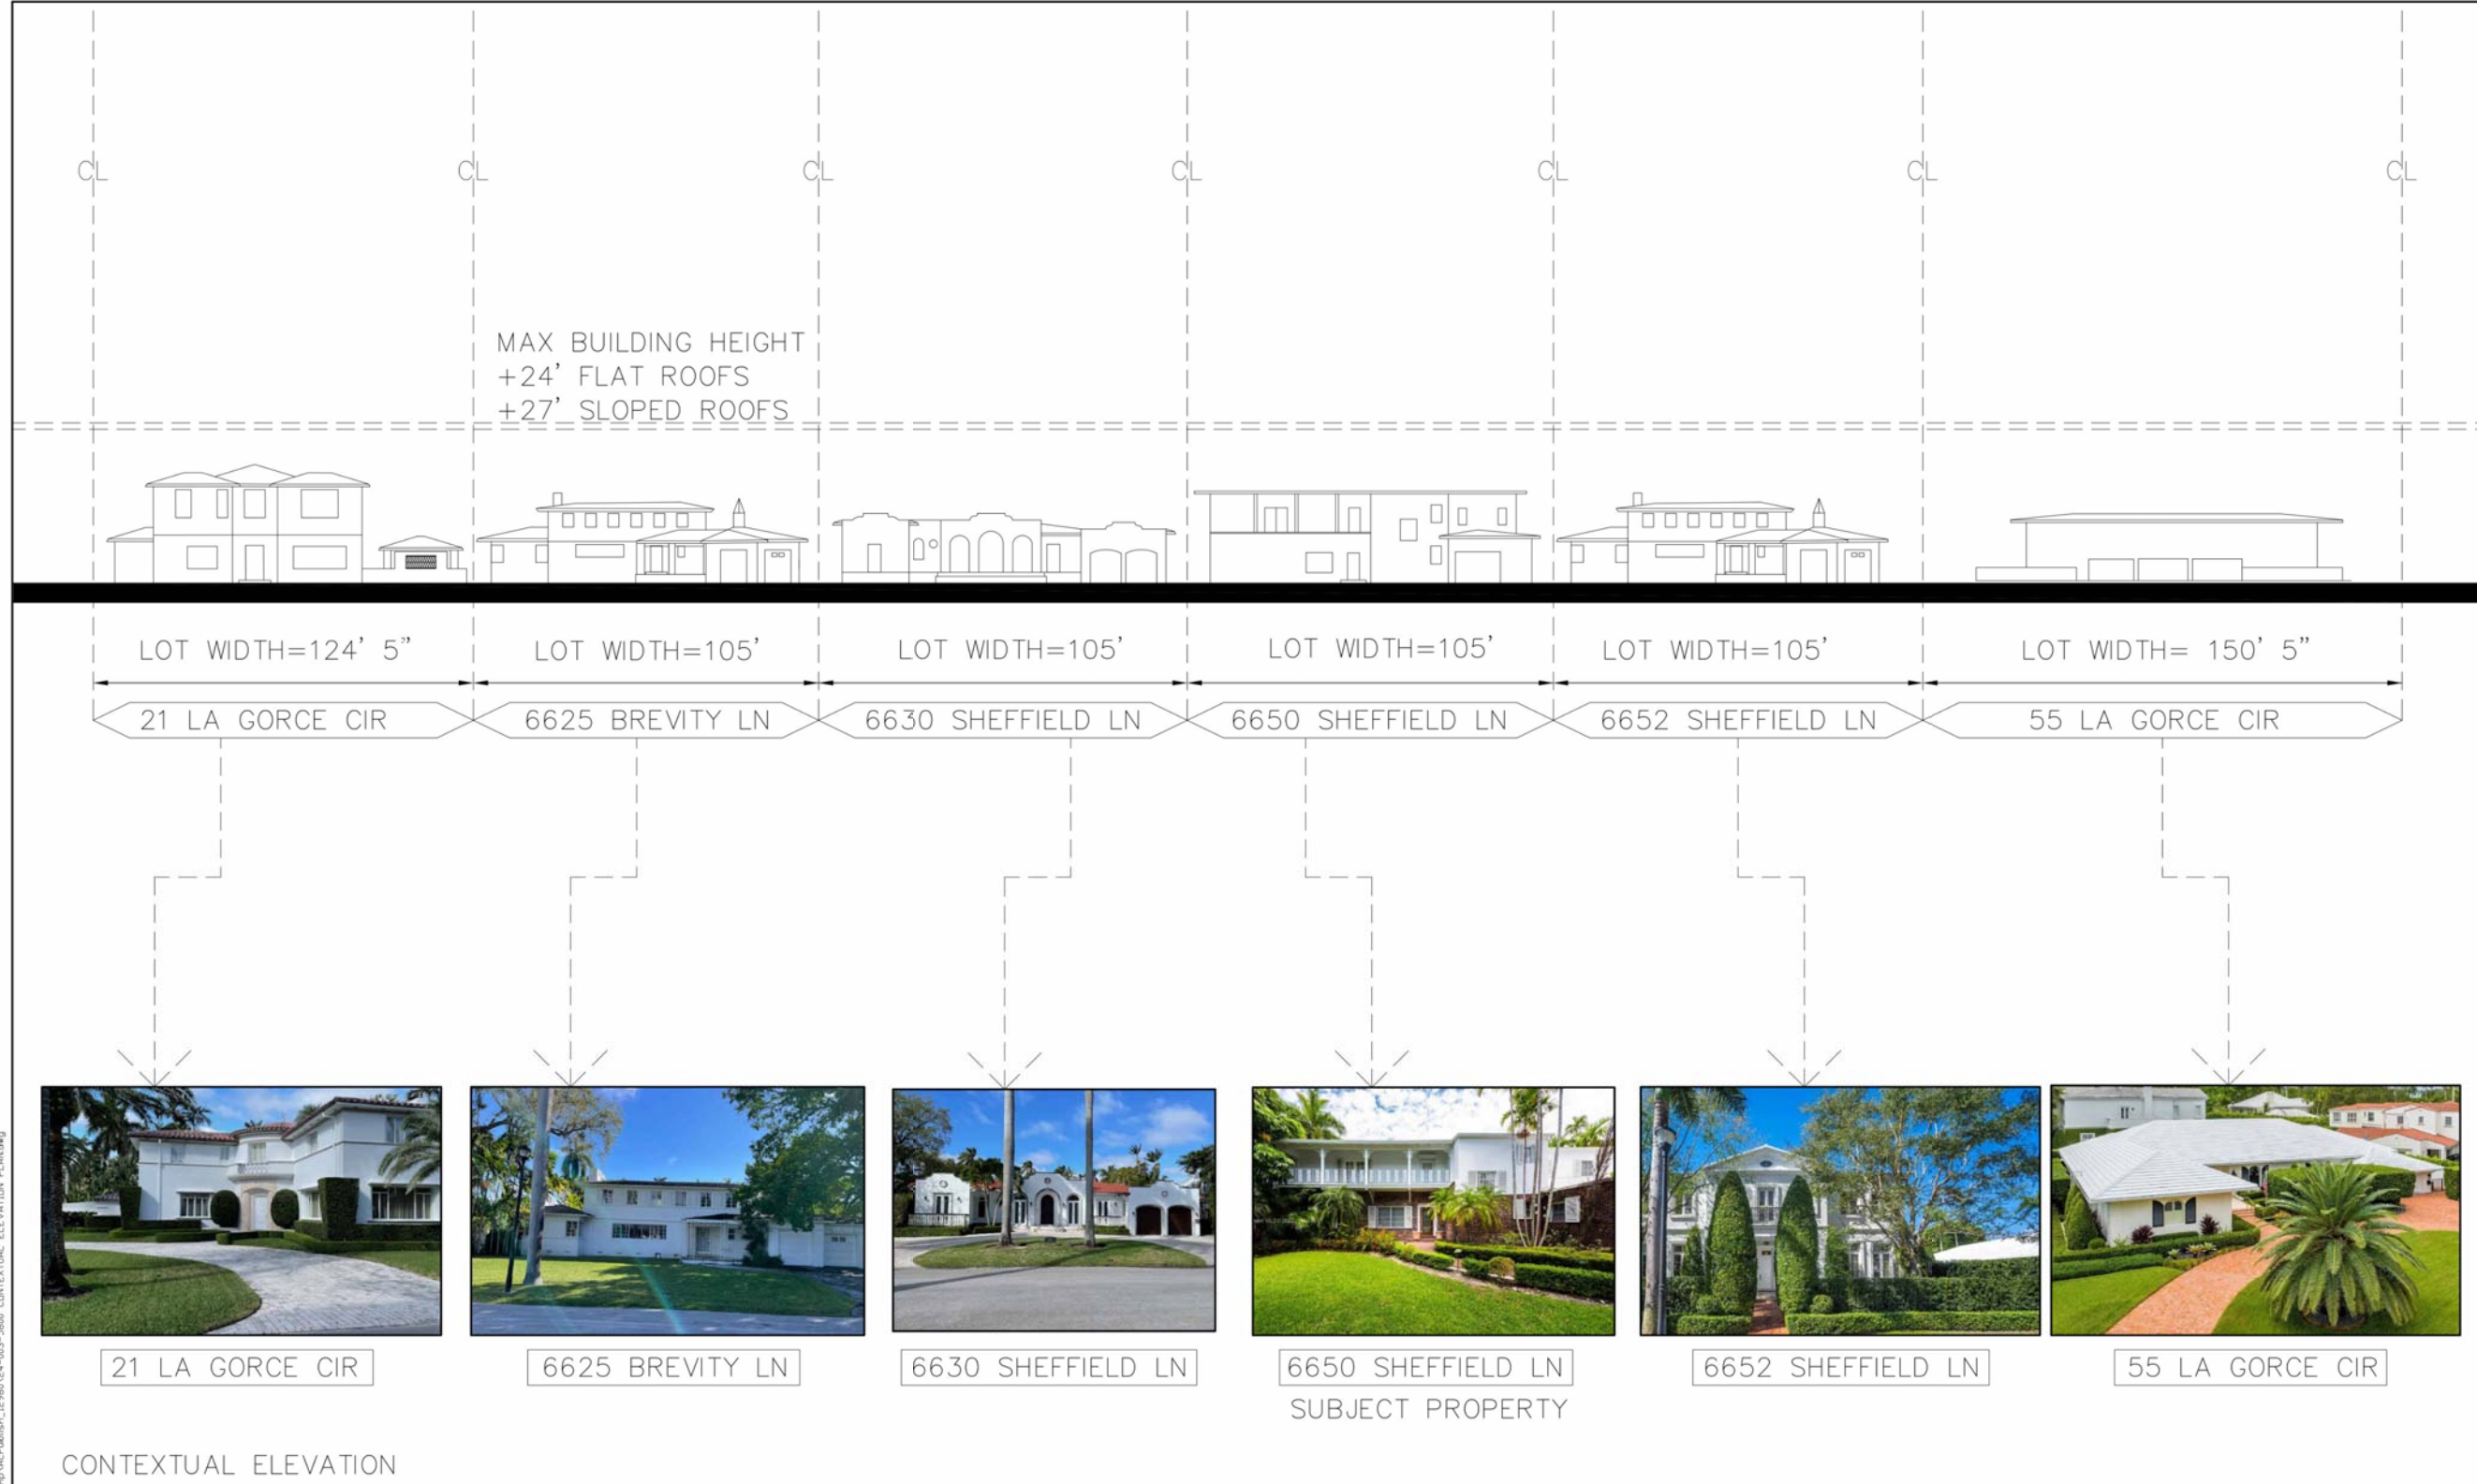 CL CL CL CL CL CL CL
MAX BUILDING HEIGHT
+24' FLAT ROOFS
+27' SLOPED ROOFS
LOT WIDTH=124' 5" LOT WIDTH=105' LOT WIDTH=105' LOT WIDTH=105' LOT WIDTH=105' LOT WIDTH= 150' 5"
21 LA GORCE CIR 6625 BREVITY LN 6630 SHEFFIELD LN 6650 SHEFFIELD LN 6652 SHEFFIELD LN 55 LA GORCE CIR
21 LA GORCE CIR 6625 BREVITY LN 6630 SHEFFIELD LN 6650 SHEFFIELD LN 6652 SHEFFIELD LN 55 LA GORCE CIR
SUBJECT PROPERTY
CONTEXTUAL ELEVATION